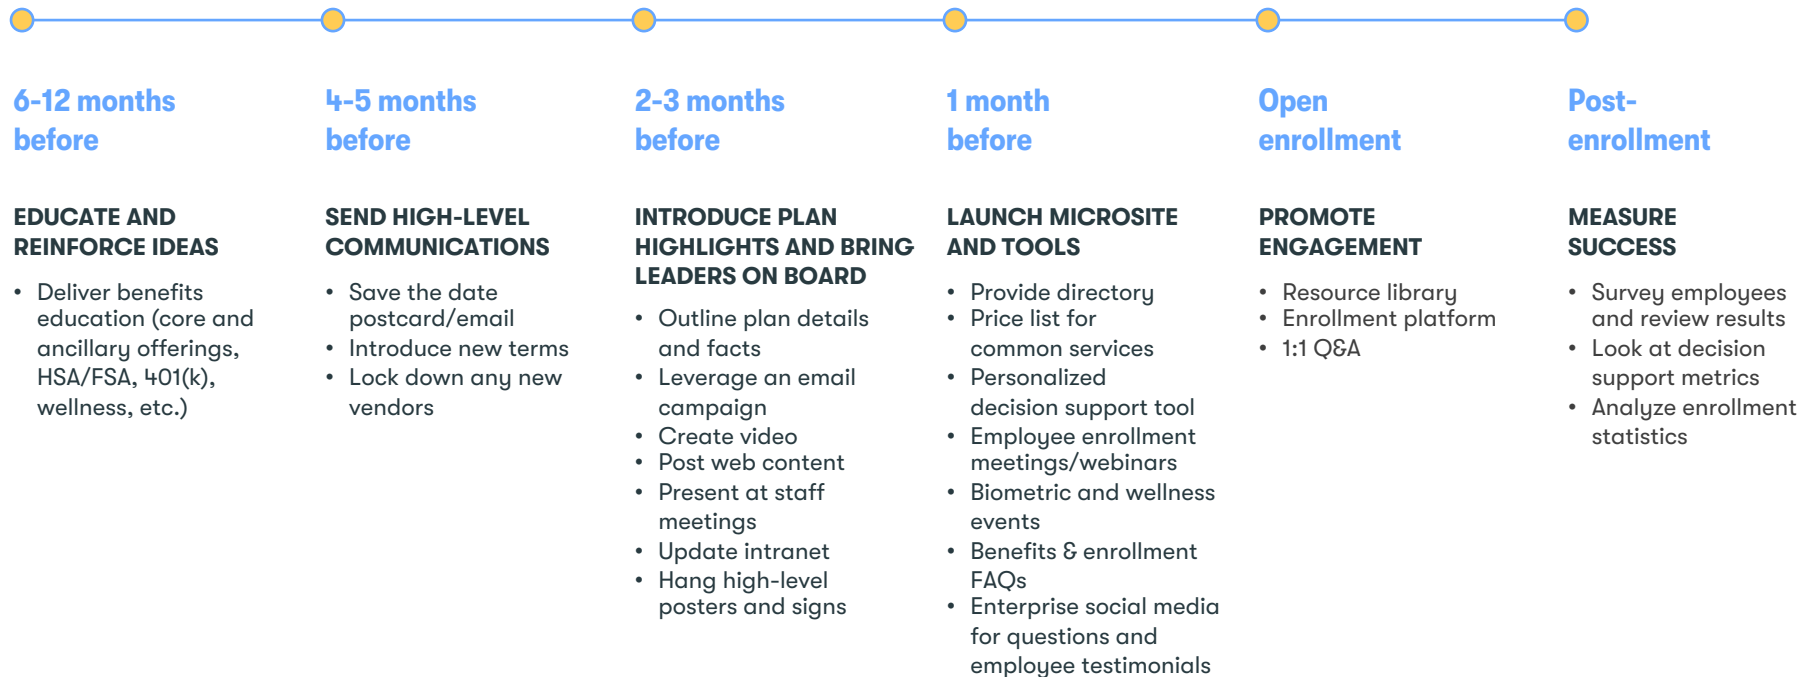 6-12 months
before
EDUCATE AND
REINFORCE IDEAS
• Deliver benefits
education (core and
ancillary offerings,
HSA/FSA, 401(k),
wellness, etc.)
4-5 months
before
SEND HIGH-LEVEL
COMMUNICATIONS
• Save the date
postcard/email
• Introduce new terms
• Lock down any new
vendors
2-3 months
before
INTRODUCE PLAN
HIGHLIGHTS AND BRING
LEADERS ON BOARD
• Outline plan details
and facts
• Leverage an email
campaign
• Create video
• Post web content
• Present at staff
meetings
• Update intranet
• Hang high-level
posters and signs
1 month
before
LAUNCH MICROSITE
AND TOOLS
• Provide directory
• Price list for
common services
• Personalized
decision support tool
• Employee enrollment
meetings/webinars
• Biometric and wellness
events
• Benefits & enrollment
FAQs
• Enterprise social media
for questions and
employee testimonials
Open
enrollment
PROMOTE
ENGAGEMENT
• Resource library
• Enrollment platform
• 1:1 Q&A
Post-
enrollment
MEASURE
SUCCESS
• Survey employees
and review results
• Look at decision
support metrics
• Analyze enrollment
statistics